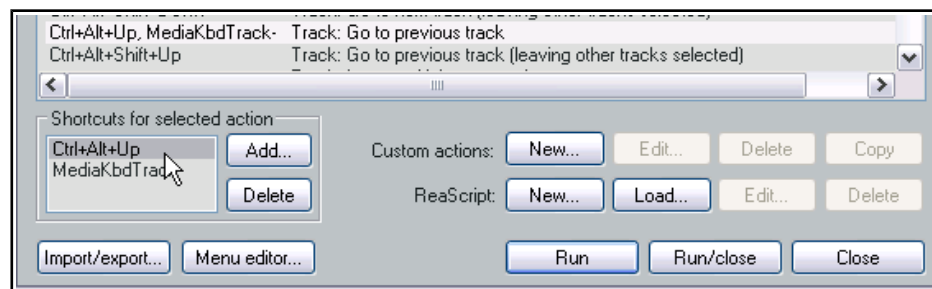 Ctrl+Alt+Up, MediaKbdTrack- Track: Go to previous track
Ctrl+Alt+Shift+Up Track: Go to previous track (leaving other tracks selected)
Shortcuts for selected action
Ctrl+Alt+Up
MediaKbdTrac
Add...
Delete
Custom actions: New... Edit... Delete Copy
ReaScript: New... Load... Edit... Delete
Import/export... Menu editor... Run Run/close Close